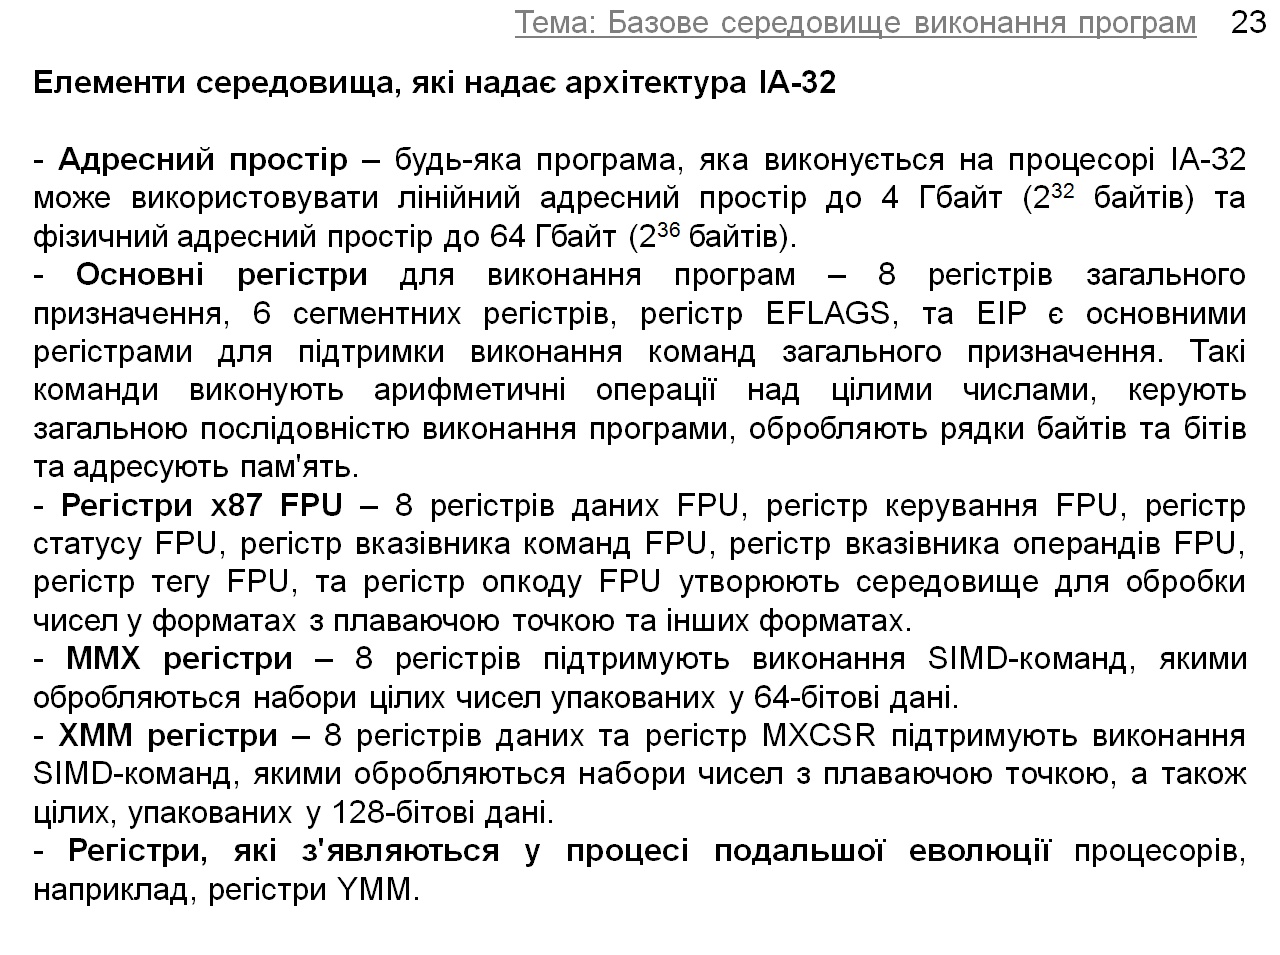 Тема: Базове середовище виконання програм 23
Елементи середовища, які надає архітектура IA-32
- Адресний простір – будь-яка програма, яка виконується на процесорі IA-32
може використовувати лінійний адресний простір до 4 Гбайт (2³² байтів) та
фізичний адресний простір до 64 Гбайт (2³⁶ байтів).
- Основні регістри для виконання програм – 8 регістрів загального
призначення, 6 сегментних регістрів, регістр EFLAGS, та EIP є основними
регістрами для підтримки виконання команд загального призначення. Такі
команди виконують арифметичні операції над цілими числами, керують
загальною послідовністю виконання програми, обробляють рядки байтів та бітів
та адресують пам'ять.
- Регістри x87 FPU – 8 регістрів даних FPU, регістр керування FPU, регістр
статусу FPU, регістр вказівника команд FPU, регістр вказівника операндів FPU,
регістр тегу FPU, та регістр опкоду FPU утворюють середовище для обробки
чисел у форматах з плаваючою точкою та інших форматах.
- MMX регістри – 8 регістрів підтримують виконання SIMD-команд, якими
обробляються набори цілих чисел упакованих у 64-бітові дані.
- XMM регістри – 8 регістрів даних та регістр MXCSR підтримують виконання
SIMD-команд, якими обробляються набори чисел з плаваючою точкою, а також
цілих, упакованих у 128-бітові дані.
- Регістри, які з'являються у процесі подальшої еволюції процесорів,
наприклад, регістри YMM.